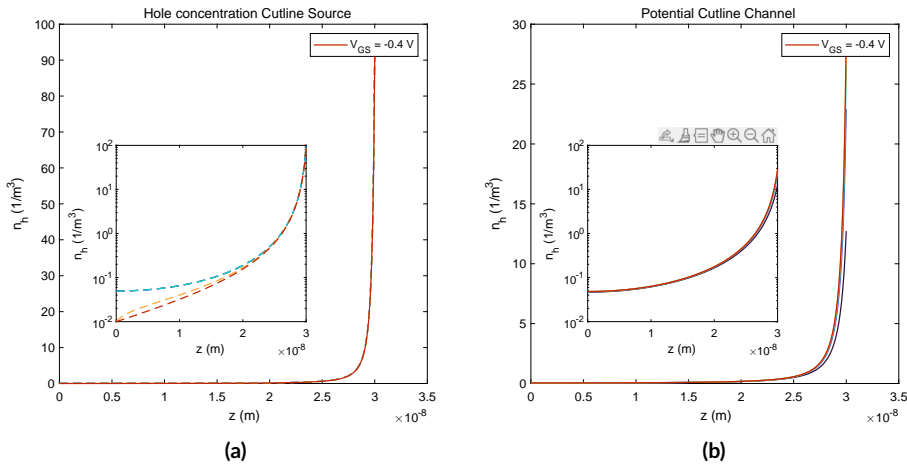 Hole concentration Cutline Source
V_GS = -0.4 V
100
90
80
70
60
50
40
30
20
10
0
n_h (1/m^3)
0 0.5 1 1.5 2 2.5 3 3.5
z (m)
×10^-8
10^2
10^1
10^0
10^-1
10^-2
n_h (1/m^3)
0 1 2 3
z (m)
×10^-8
(a)
Potential Cutline Channel
V_GS = -0.4 V
30
25
20
15
10
5
0
n_h (1/m^3)
0 0.5 1 1.5 2 2.5 3 3.5
z (m)
×10^-8
10^2
10^1
10^0
10^-1
10^-2
n_h (1/m^3)
0 1 2 3
z (m)
×10^-8
(b)